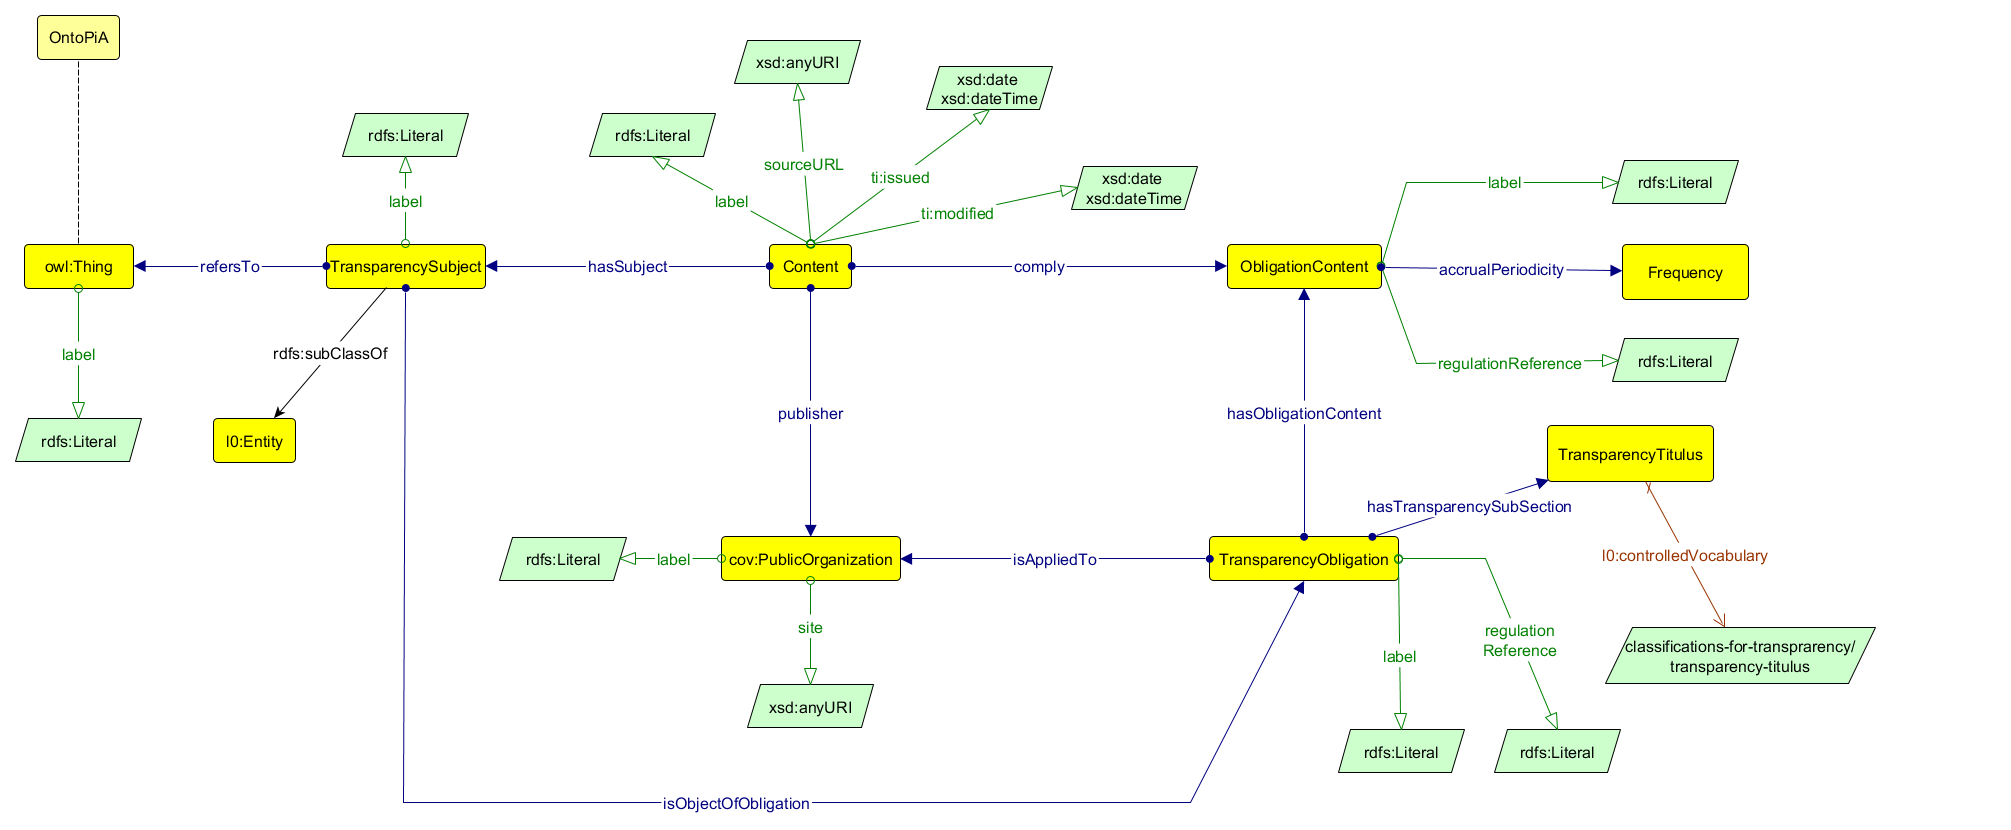 OntoPiA
xsd:anyURI
xsd:date
xsd:dateTime
rdfs:Literal
rdfs:Literal
sourceURL
ti:issued
xsd:date
xsd:dateTime
label
rdfs:Literal
label
label
ti:modified
owl:Thing
refersTo
TransparencySubject
hasSubject
Content
comply
ObligationContent
accrualPeriodicity
Frequency
label
rdfs:subClassOf
regulationReference
rdfs:Literal
rdfs:Literal
l0:Entity
publisher
hasObligationContent
TransparencyTitulus
hasTransparencySubSection
rdfs:Literal
label
cov:PublicOrganization
isAppliedTo
TransparencyObligation
l0:controlledVocabulary
site
regulation
Reference
label
classifications-for-transprarency/
transparency-titulus
xsd:anyURI
rdfs:Literal
rdfs:Literal
isObjectOfObligation